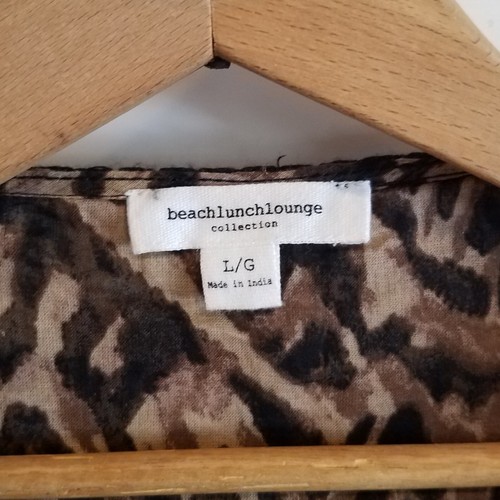 beachlunchlounge
collection
L/G
Made in India